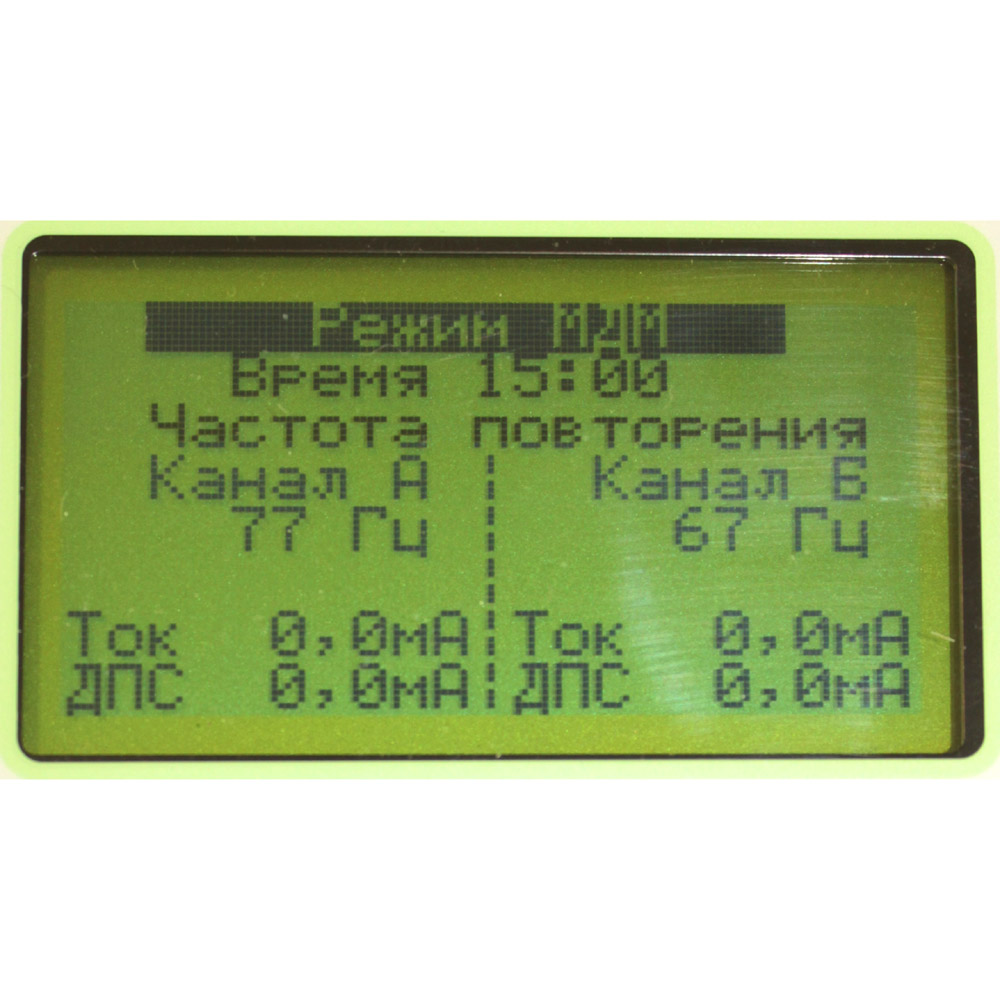 Режим МДМ
Время 15:00
Частота повторения
Канал А Канал Б
77 Гц 67 Гц
Ток 0,0мА Ток 0,0мА
ДПС 0,0мА ДПС 0,0мА